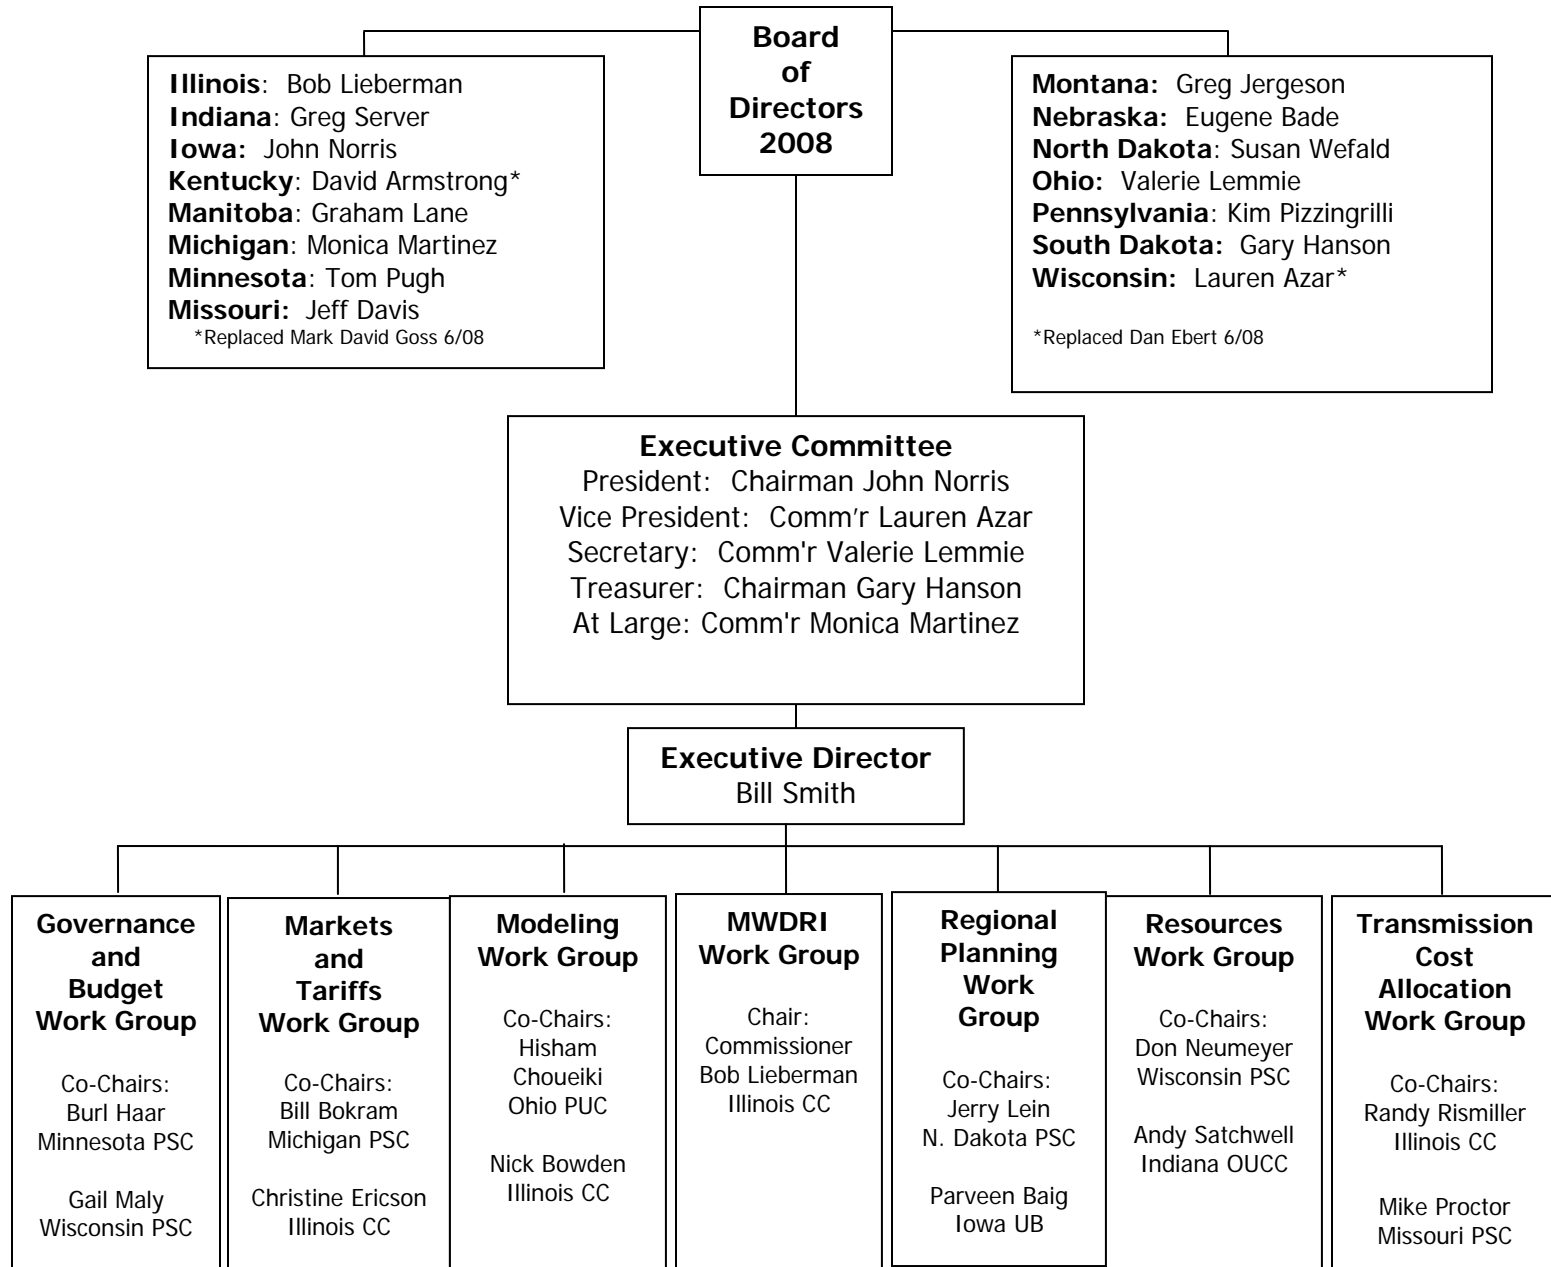 Board
of
Directors
2008
Illinois:  Bob Lieberman
Indiana: Greg Server
Iowa:  John Norris
Kentucky: David Armstrong*
Manitoba: Graham Lane
Michigan: Monica Martinez
Minnesota: Tom Pugh
Missouri:  Jeff Davis
*Replaced Mark David Goss 6/08
Montana:  Greg Jergeson
Nebraska:  Eugene Bade
North Dakota: Susan Wefald
Ohio:  Valerie Lemmie
Pennsylvania: Kim Pizzingrilli
South Dakota:  Gary Hanson
Wisconsin:  Lauren Azar*
*Replaced Dan Ebert 6/08
Executive Committee
President:  Chairman John Norris
Vice President:  Comm’r Lauren Azar
Secretary:  Comm'r Valerie Lemmie
Treasurer:  Chairman Gary Hanson
At Large: Comm'r Monica Martinez
Executive Director
Bill Smith
Governance
and
Budget
Work Group
Co-Chairs:
Burl Haar
Minnesota PSC
Gail Maly
Wisconsin PSC
Markets
and
Tariffs
Work Group
Co-Chairs:
Bill Bokram
Michigan PSC
Christine Ericson
Illinois CC
Modeling
Work Group
Co-Chairs:
Hisham
Choueiki
Ohio PUC
Nick Bowden
Illinois CC
MWDRI
Work Group
Chair:
Commissioner
Bob Lieberman
Illinois CC
Regional
Planning
Work
Group
Co-Chairs:
Jerry Lein
N. Dakota PSC
Parveen Baig
Iowa UB
Resources
Work Group
Co-Chairs:
Don Neumeyer
Wisconsin PSC
Andy Satchwell
Indiana OUCC
Transmission
Cost
Allocation
Work Group
Co-Chairs:
Randy Rismiller
Illinois CC
Mike Proctor
Missouri PSC